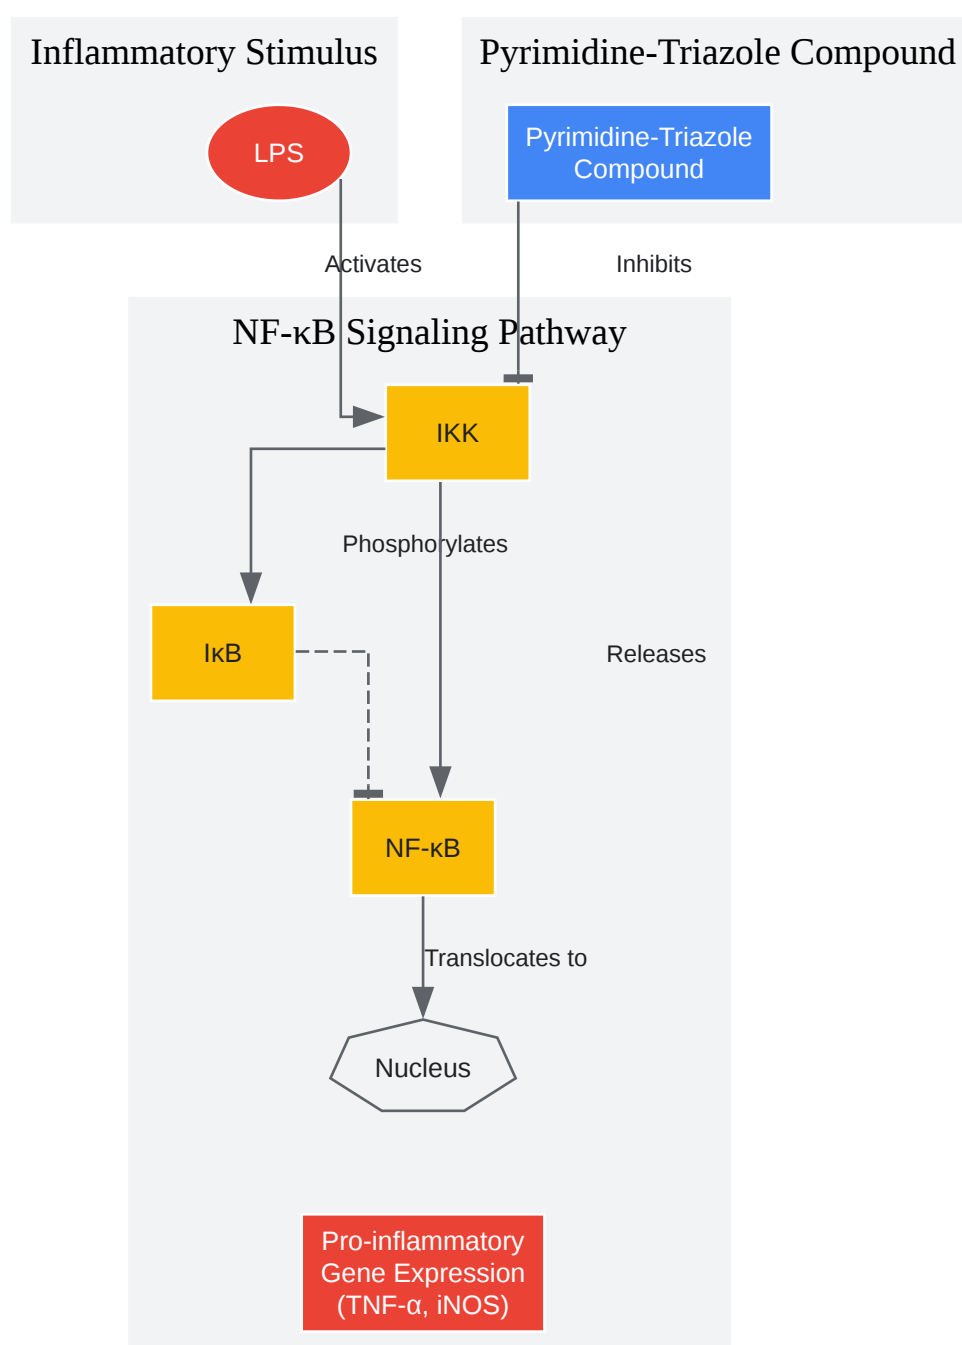 Inflammatory Stimulus
Pyrimidine-Triazole Compound
LPS
Pyrimidine-Triazole
Compound
Activates
Inhibits
NF-κB Signaling Pathway
IKK
Phosphorylates
IκB
Releases
NF-κB
Translocates to
Nucleus
Pro-inflammatory
Gene Expression
(TNF-α, iNOS)